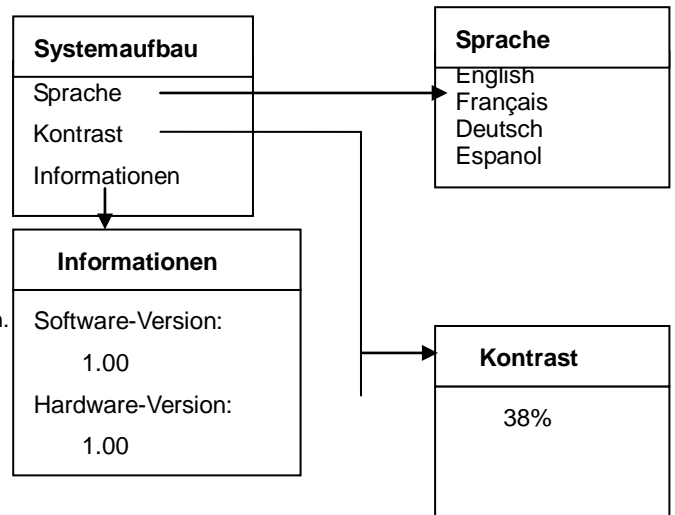 Systemaufbau
Sprache
Kontrast
Informationen
Sprache
English
Français
Deutsch
Espanol
Informationen
n.
Software-Version:
1.00
Hardware-Version:
1.00
Kontrast
38%